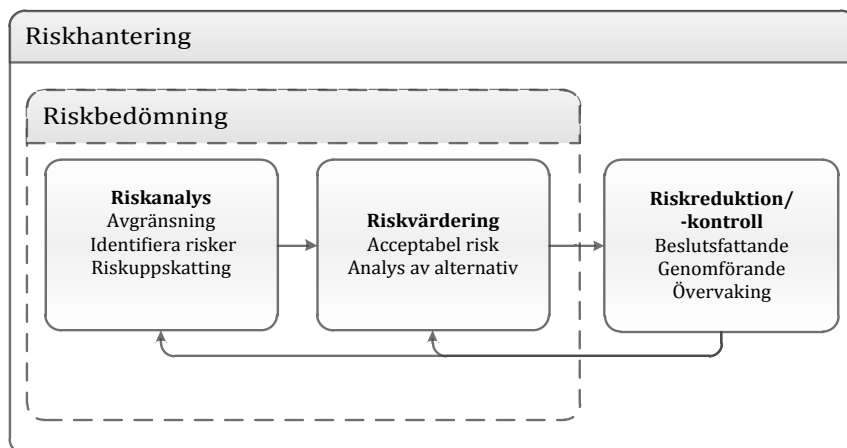 Riskhantering
Riskbedömning
Riskanalys
Avgränsning
Identifiera risker
Riskuppskatting
Riskvärdering
Acceptabel risk
Analys av alternativ
Riskreduktion/
-kontroll
Beslutsfattande
Genomförande
Övervaking